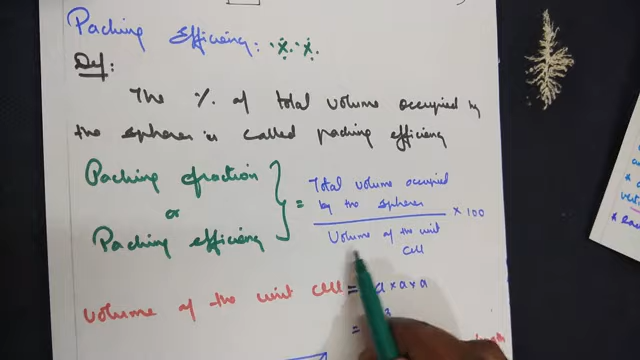 Packing Efficiency: ·Ẋ. ·Ẋ.
Def:
The % of total volume occupied by
the spheres is called packing efficiency
Packing fraction
or
Packing efficiency
= Total volume occupied
by the spheres
Volume of the unit
cell
× 100
Volume of the unit cell = a × a × a
= 3